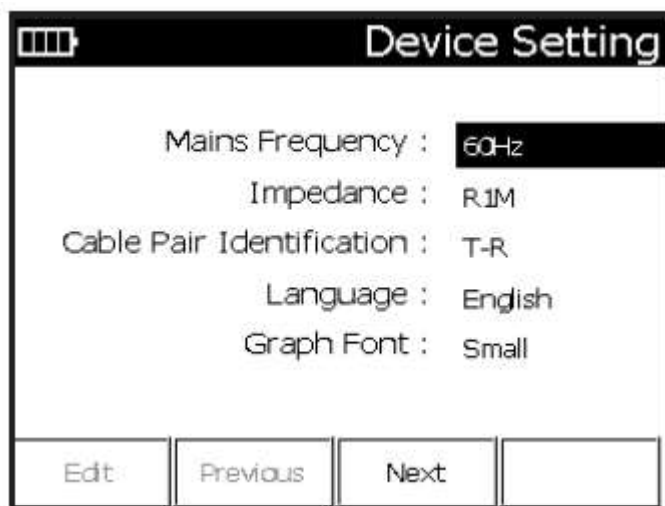 Device Setting
Mains Frequency : 60Hz
Impedance : R1M
Cable Pair Identification : T-R
Language : English
Graph Font : Small
Edit Previous Next